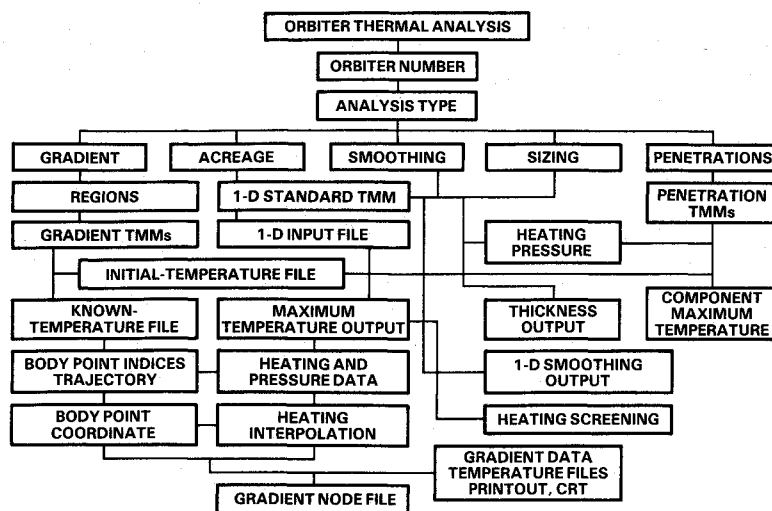 ORBITER THERMAL ANALYSIS
ORBITER NUMBER
ANALYSIS TYPE
GRADIENT
ACREAGE
SMOOTHING
SIZING
PENETRATIONS
REGIONS
1-D STANDARD TMM
PENETRATION
TMMs
GRADIENT TMMs
1-D INPUT FILE
HEATING
PRESSURE
INITIAL-TEMPERATURE FILE
KNOWN-
TEMPERATURE FILE
MAXIMUM
TEMPERATURE OUTPUT
THICKNESS
OUTPUT
COMPONENT
MAXIMUM
TEMPERATURE
BODY POINT INDICES
TRAJECTORY
HEATING AND
PRESSURE DATA
1-D SMOOTHING
OUTPUT
BODY POINT
COORDINATE
HEATING
INTERPOLATION
HEATING SCREENING
GRADIENT DATA
TEMPERATURE FILES
PRINTOUT, CRT
GRADIENT NODE FILE